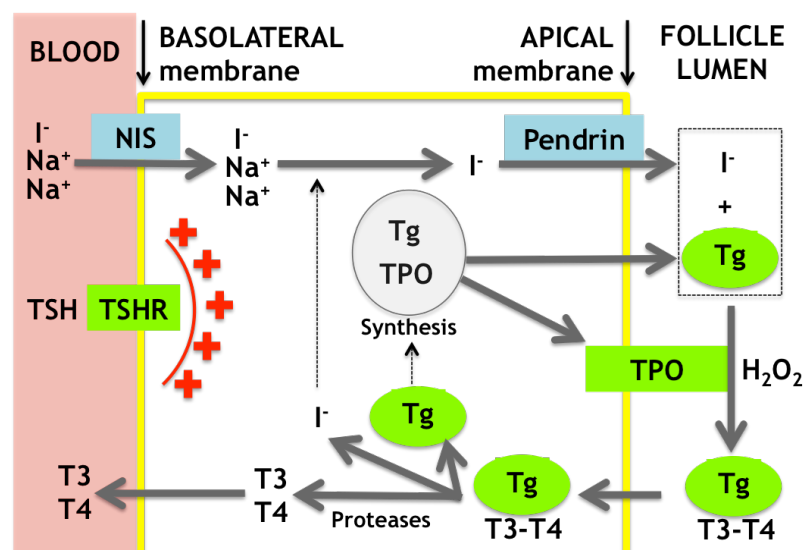 BLOOD
BASOLATERAL
membrane
APICAL
membrane
FOLLICLE
LUMEN
I⁻
Na⁺
Na⁺
NIS
I⁻
Na⁺
Na⁺
I⁻
Pendrin
I⁻
+
Tg
Tg
TPO
Synthesis
TSH
TSHR
TPO
H₂O₂
I⁻
Tg
T3
T4
T3
T4
Proteases
Tg
T3-T4
Tg
T3-T4